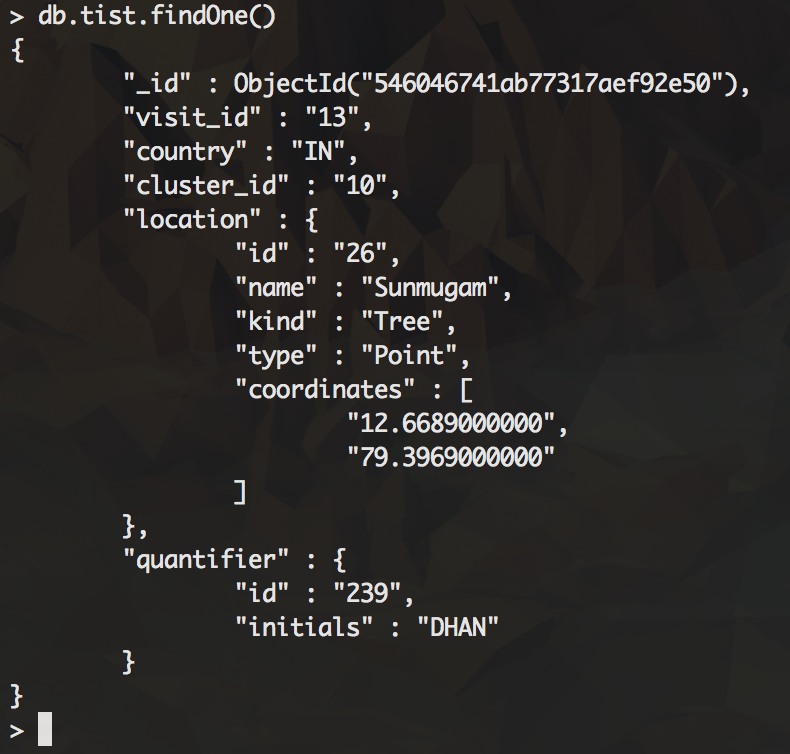 > db.tist.findOne()
{
"_id" : ObjectId("546046741ab77317aef92e50"),
"visit_id" : "13",
"country" : "IN",
"cluster_id" : "10",
"location" : {
"id" : "26",
"name" : "Sunmugam",
"kind" : "Tree",
"type" : "Point",
"coordinates" : [
"12.6689000000",
"79.3969000000"
]
},
"quantifier" : {
"id" : "239",
"initials" : "DHAN"
}
}
>